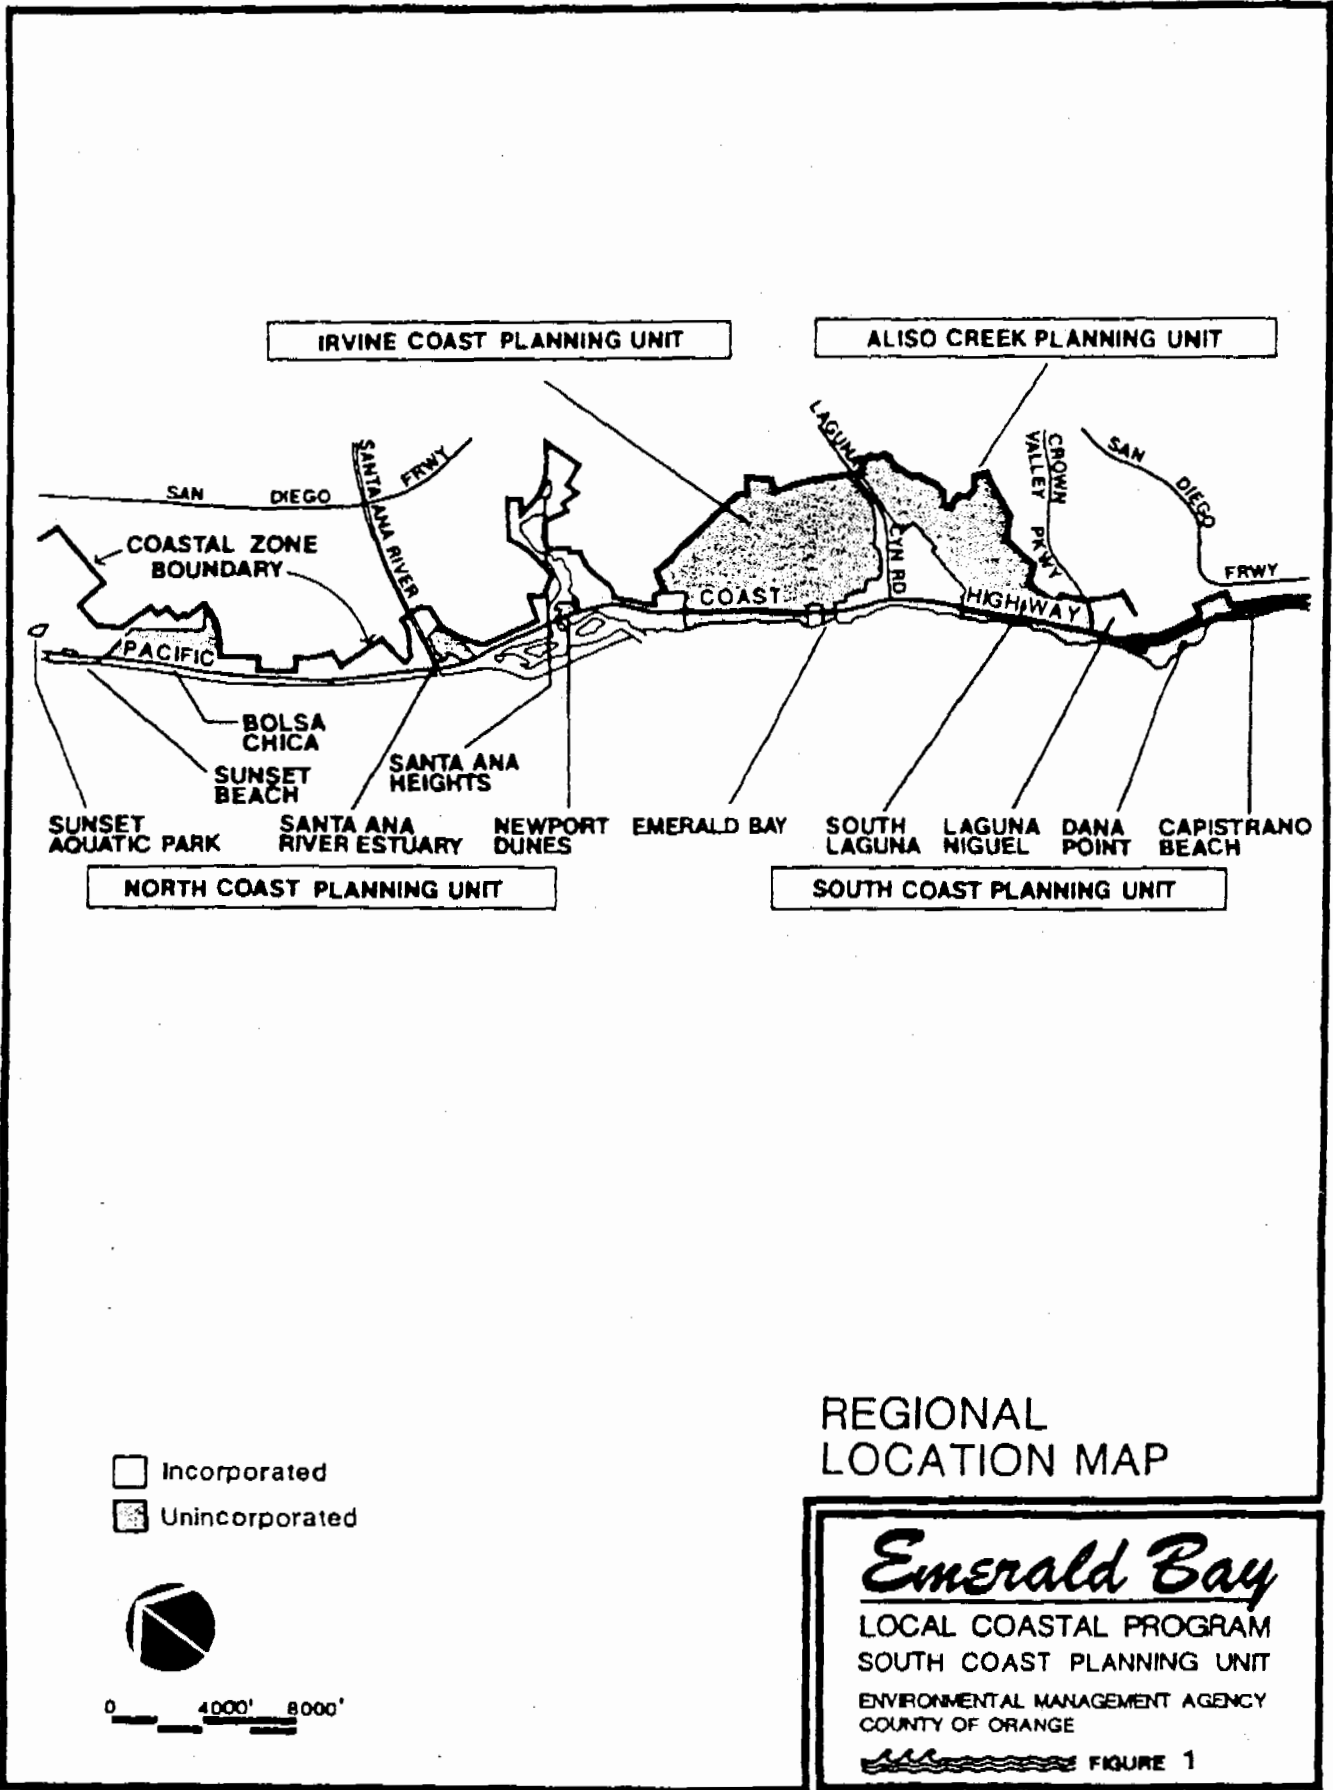 IRVINE COAST PLANNING UNIT
ALISO CREEK PLANNING UNIT
LAGUNA
CYN RD
SANTA ANA RIVER
SAN DIEGO FRWY
CROWN
VALLEY PKWY
SAN DIEGO FRWY
COASTAL ZONE
BOUNDARY
PACIFIC COAST HIGHWAY
BOLSA
CHICA
SUNSET
BEACH
SANTA ANA
HEIGHTS
SUNSET
AQUATIC PARK
SANTA ANA
RIVER ESTUARY
NEWPORT
DUNES
EMERALD BAY
SOUTH
LAGUNA
LAGUNA
NIGUEL
DANA
POINT
CAPISTRANO
BEACH
NORTH COAST PLANNING UNIT
SOUTH COAST PLANNING UNIT
REGIONAL
LOCATION MAP
Incorporated
Unincorporated
0 4000' 8000'
Emerald Bay
LOCAL COASTAL PROGRAM
SOUTH COAST PLANNING UNIT
ENVIRONMENTAL MANAGEMENT AGENCY
COUNTY OF ORANGE
FIGURE 1